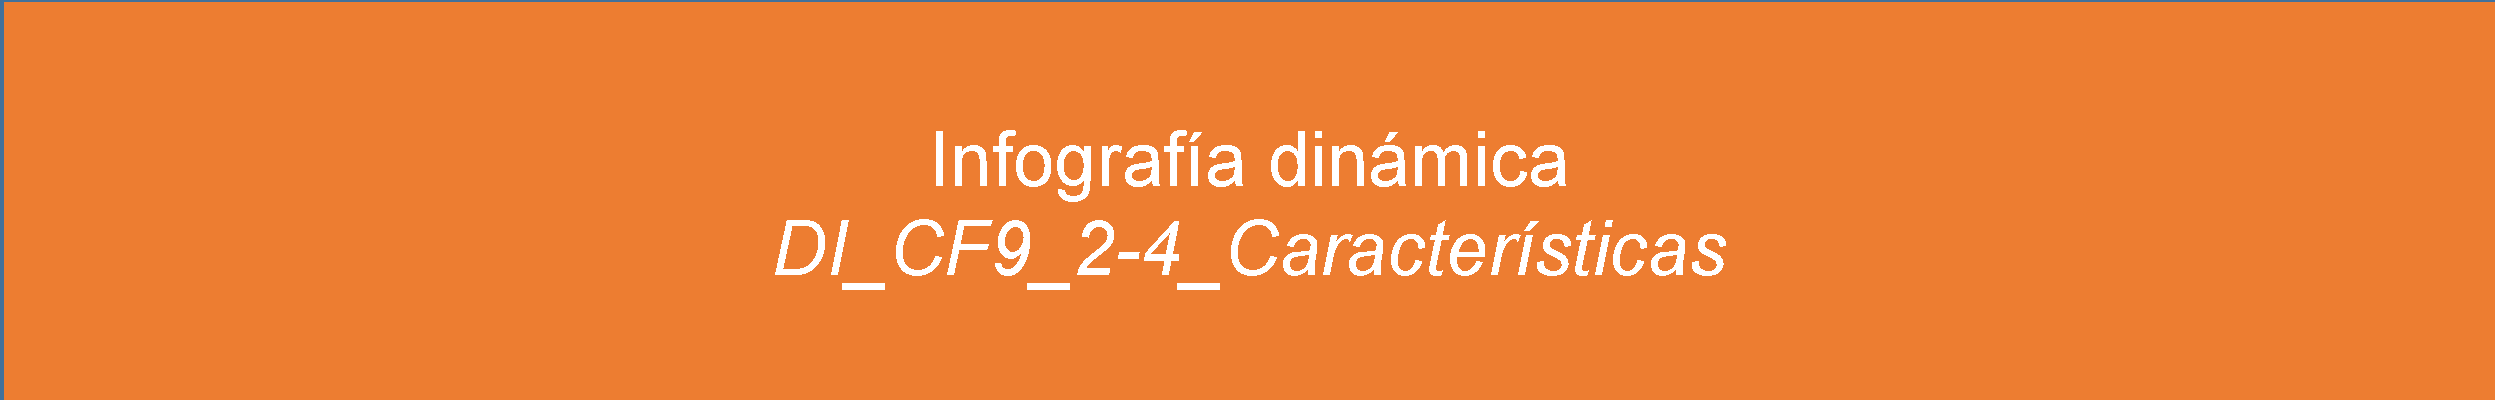 Infografía dinámica
DI_CF9_2-4_Características